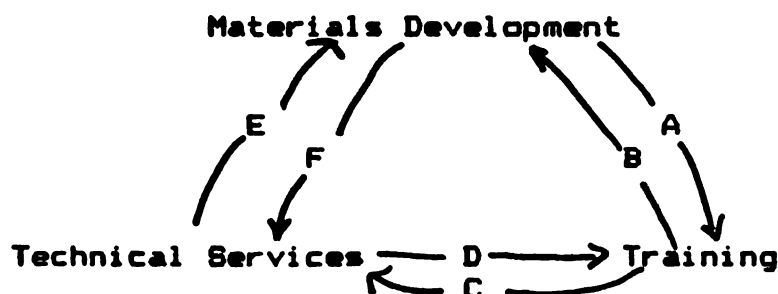 Materials Development
E
A
F
B
Technical Services D Training
C